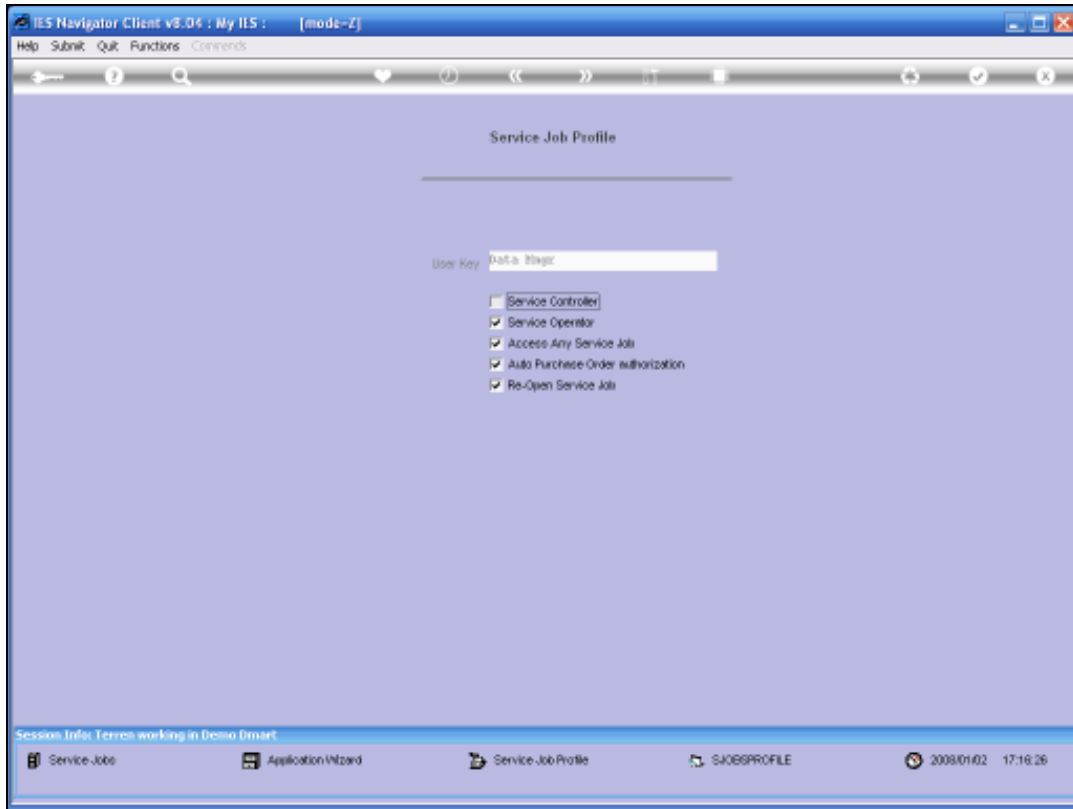 IES Navigator Client v8.04 : My IES : [mode=Z]
Help Submit Quit Functions Commands
Service Job Profile
User Key Data Mngr
Service Controller
Service Operator
Access Any Service Job
Auto Purchase Order authorization
Re-Open Service Job
Session Info: Terren working in Demo Dmart
Service Jobs Application Wizard Service Job Profile SJOBSPROFILE 2008/01/02 17:16:26